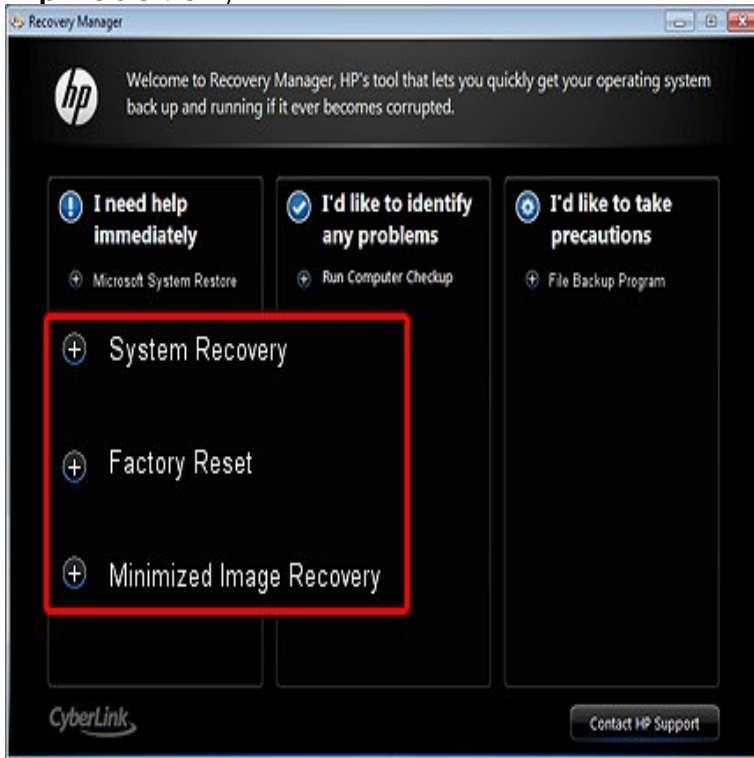 Recovery Manager
hp
Welcome to Recovery Manager, HP's tool that lets you quickly get your operating system
back up and running if it ever becomes corrupted.
I need help
immediately
Microsoft System Restore
System Recovery
Factory Reset
Minimized Image Recovery
I'd like to identify
any problems
Run Computer Checkup
I'd like to take
precautions
File Backup Program
CyberLink
Contact HP Support